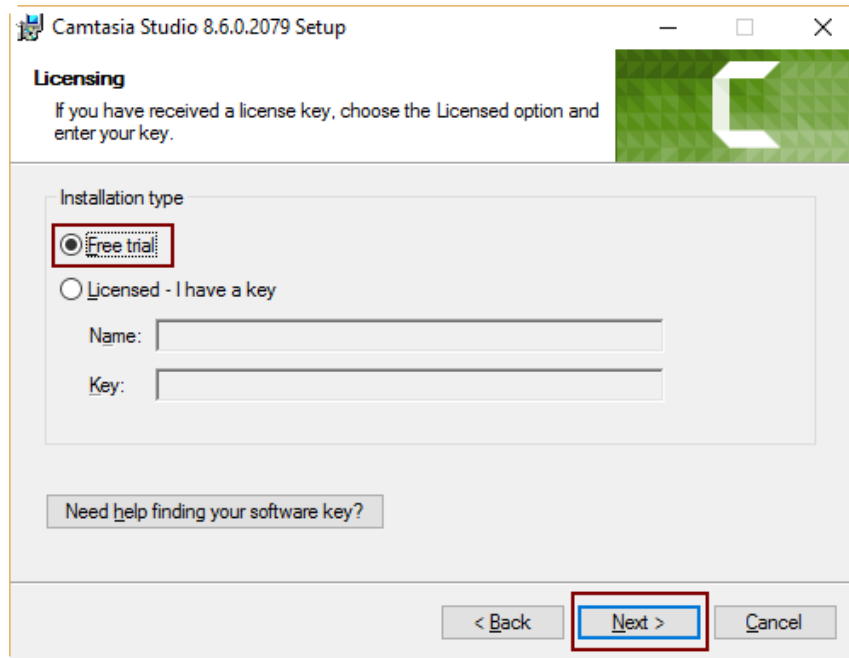 Camtasia Studio 8.6.0.2079 Setup
Licensing
If you have received a license key, choose the Licensed option and
enter your key.
Installation type
Free trial
Licensed - I have a key
Name:
Key:
Need help finding your software key?
< Back
Next >
Cancel